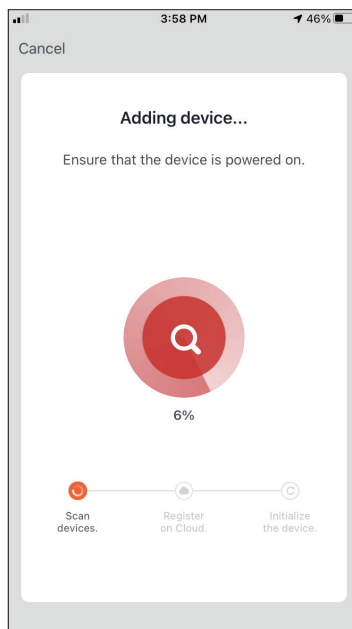 3:58 PM
46%
Cancel
Adding device...
Ensure that the device is powered on.
6%
Scan
devices.
Register
on Cloud.
Initialize
the device.